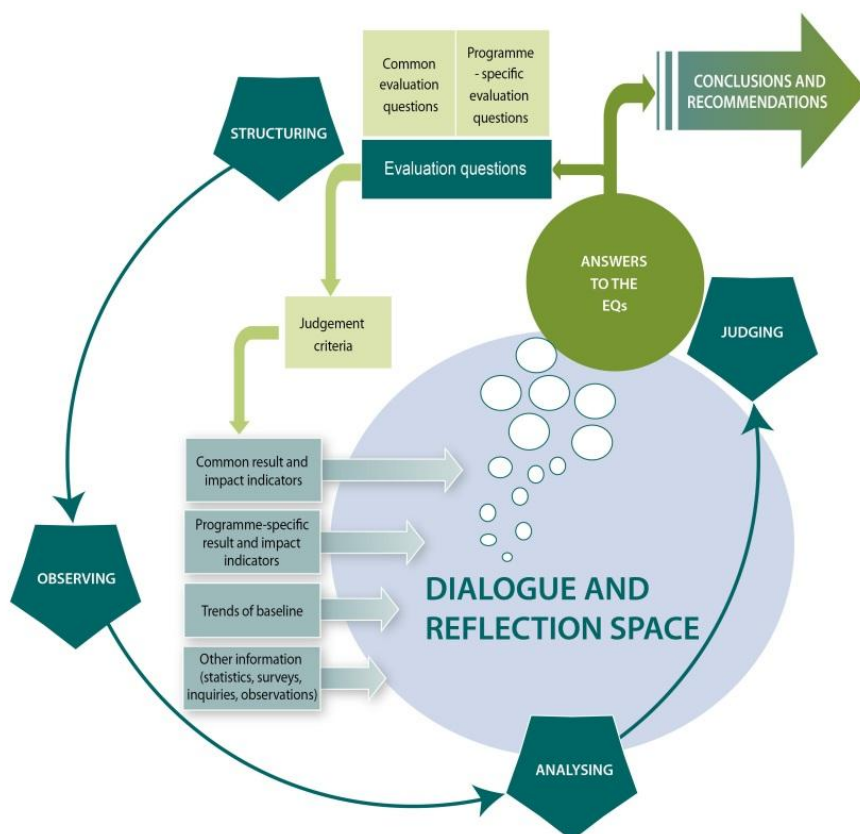 Common
evaluation
questions
Programme
- specific
evaluation
questions
CONCLUSIONS AND
RECOMMENDATIONS
STRUCTURING
Evaluation questions
ANSWERS
TO THE
EQs
Judgement
criteria
JUDGING
Common result and
impact indicators
Programme-specific
result and impact
indicators
OBSERVING
Trends of baseline
DIALOGUE AND
REFLECTION SPACE
Other information
(statistics, surveys,
inquiries, observations)
ANALYSING